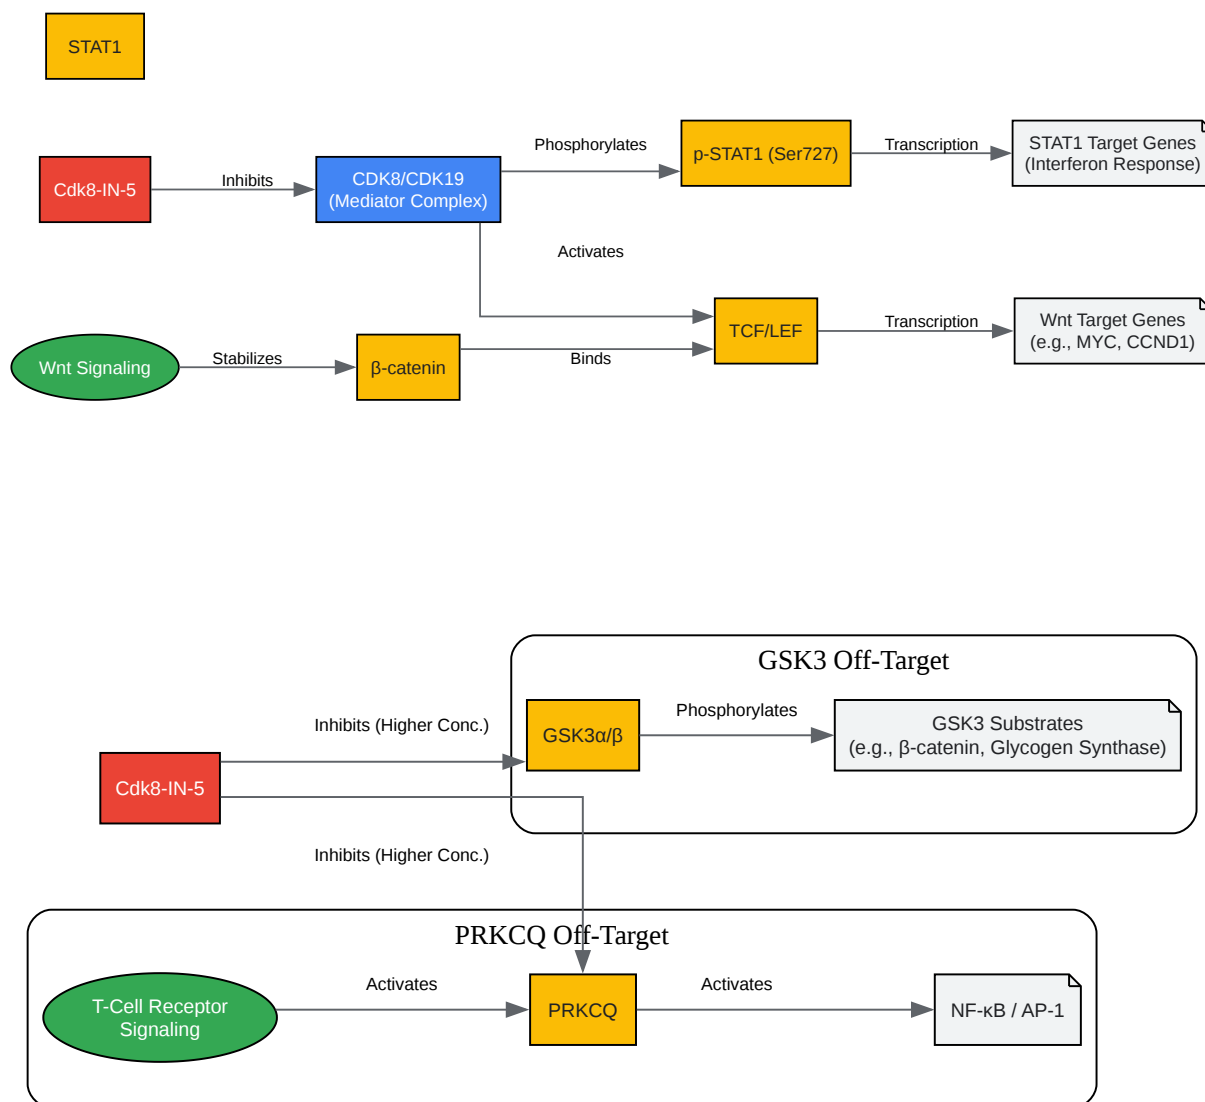 STAT1
Phosphorylates
p-STAT1 (Ser727)
Transcription
STAT1 Target Genes
(Interferon Response)
Cdk8-IN-5
Inhibits
CDK8/CDK19
(Mediator Complex)
Activates
Wnt Signaling
Stabilizes
β-catenin
Binds
TCF/LEF
Transcription
Wnt Target Genes
(e.g., MYC, CCND1)
GSK3 Off-Target
Inhibits (Higher Conc.)
GSK3α/β
Phosphorylates
GSK3 Substrates
(e.g., β-catenin, Glycogen Synthase)
Cdk8-IN-5
Inhibits (Higher Conc.)
PRKCQ Off-Target
T-Cell Receptor
Signaling
Activates
PRKCQ
Activates
NF-κB / AP-1